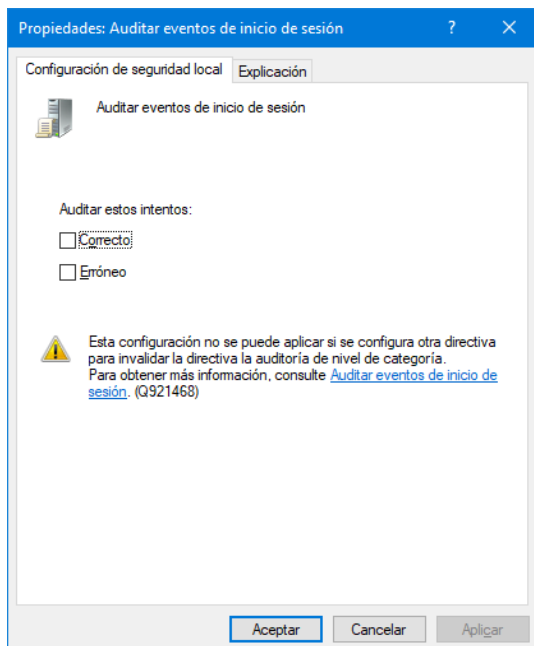 Propiedades: Auditar eventos de inicio de sesión ? ✕
Configuración de seguridad local Explicación
Auditar eventos de inicio de sesión
Auditar estos intentos:
Correcto
Erróneo
Esta configuración no se puede aplicar si se configura otra directiva
para invalidar la directiva la auditoría de nivel de categoría.
Para obtener más información, consulte Auditar eventos de inicio de
sesión. (Q921468)
Aceptar Cancelar Aplicar